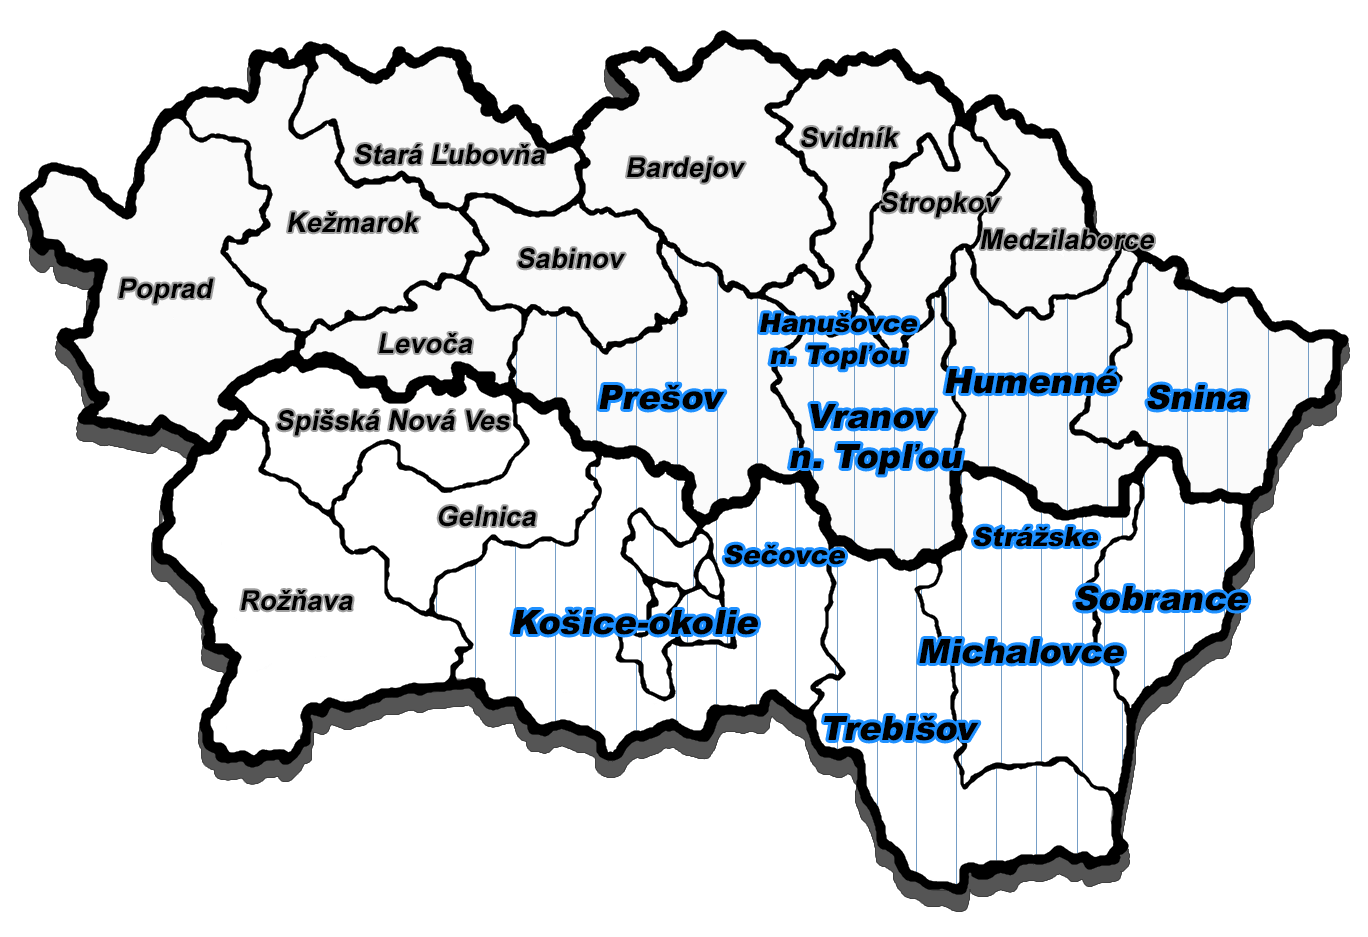 Svidník
Stará Ľubovňa
Bardejov
Stropkov
Kežmarok
Medzilaborce
Sabinov
Poprad
Hanušovce
n. Topľou
Levoča
Humenné
Prešov
Snina
Vranov
n. Topľou
Spišská Nová Ves
Gelnica
Strážske
Sečovce
Rožňava
Sobrance
Košice-okolie
Michalovce
Trebišov